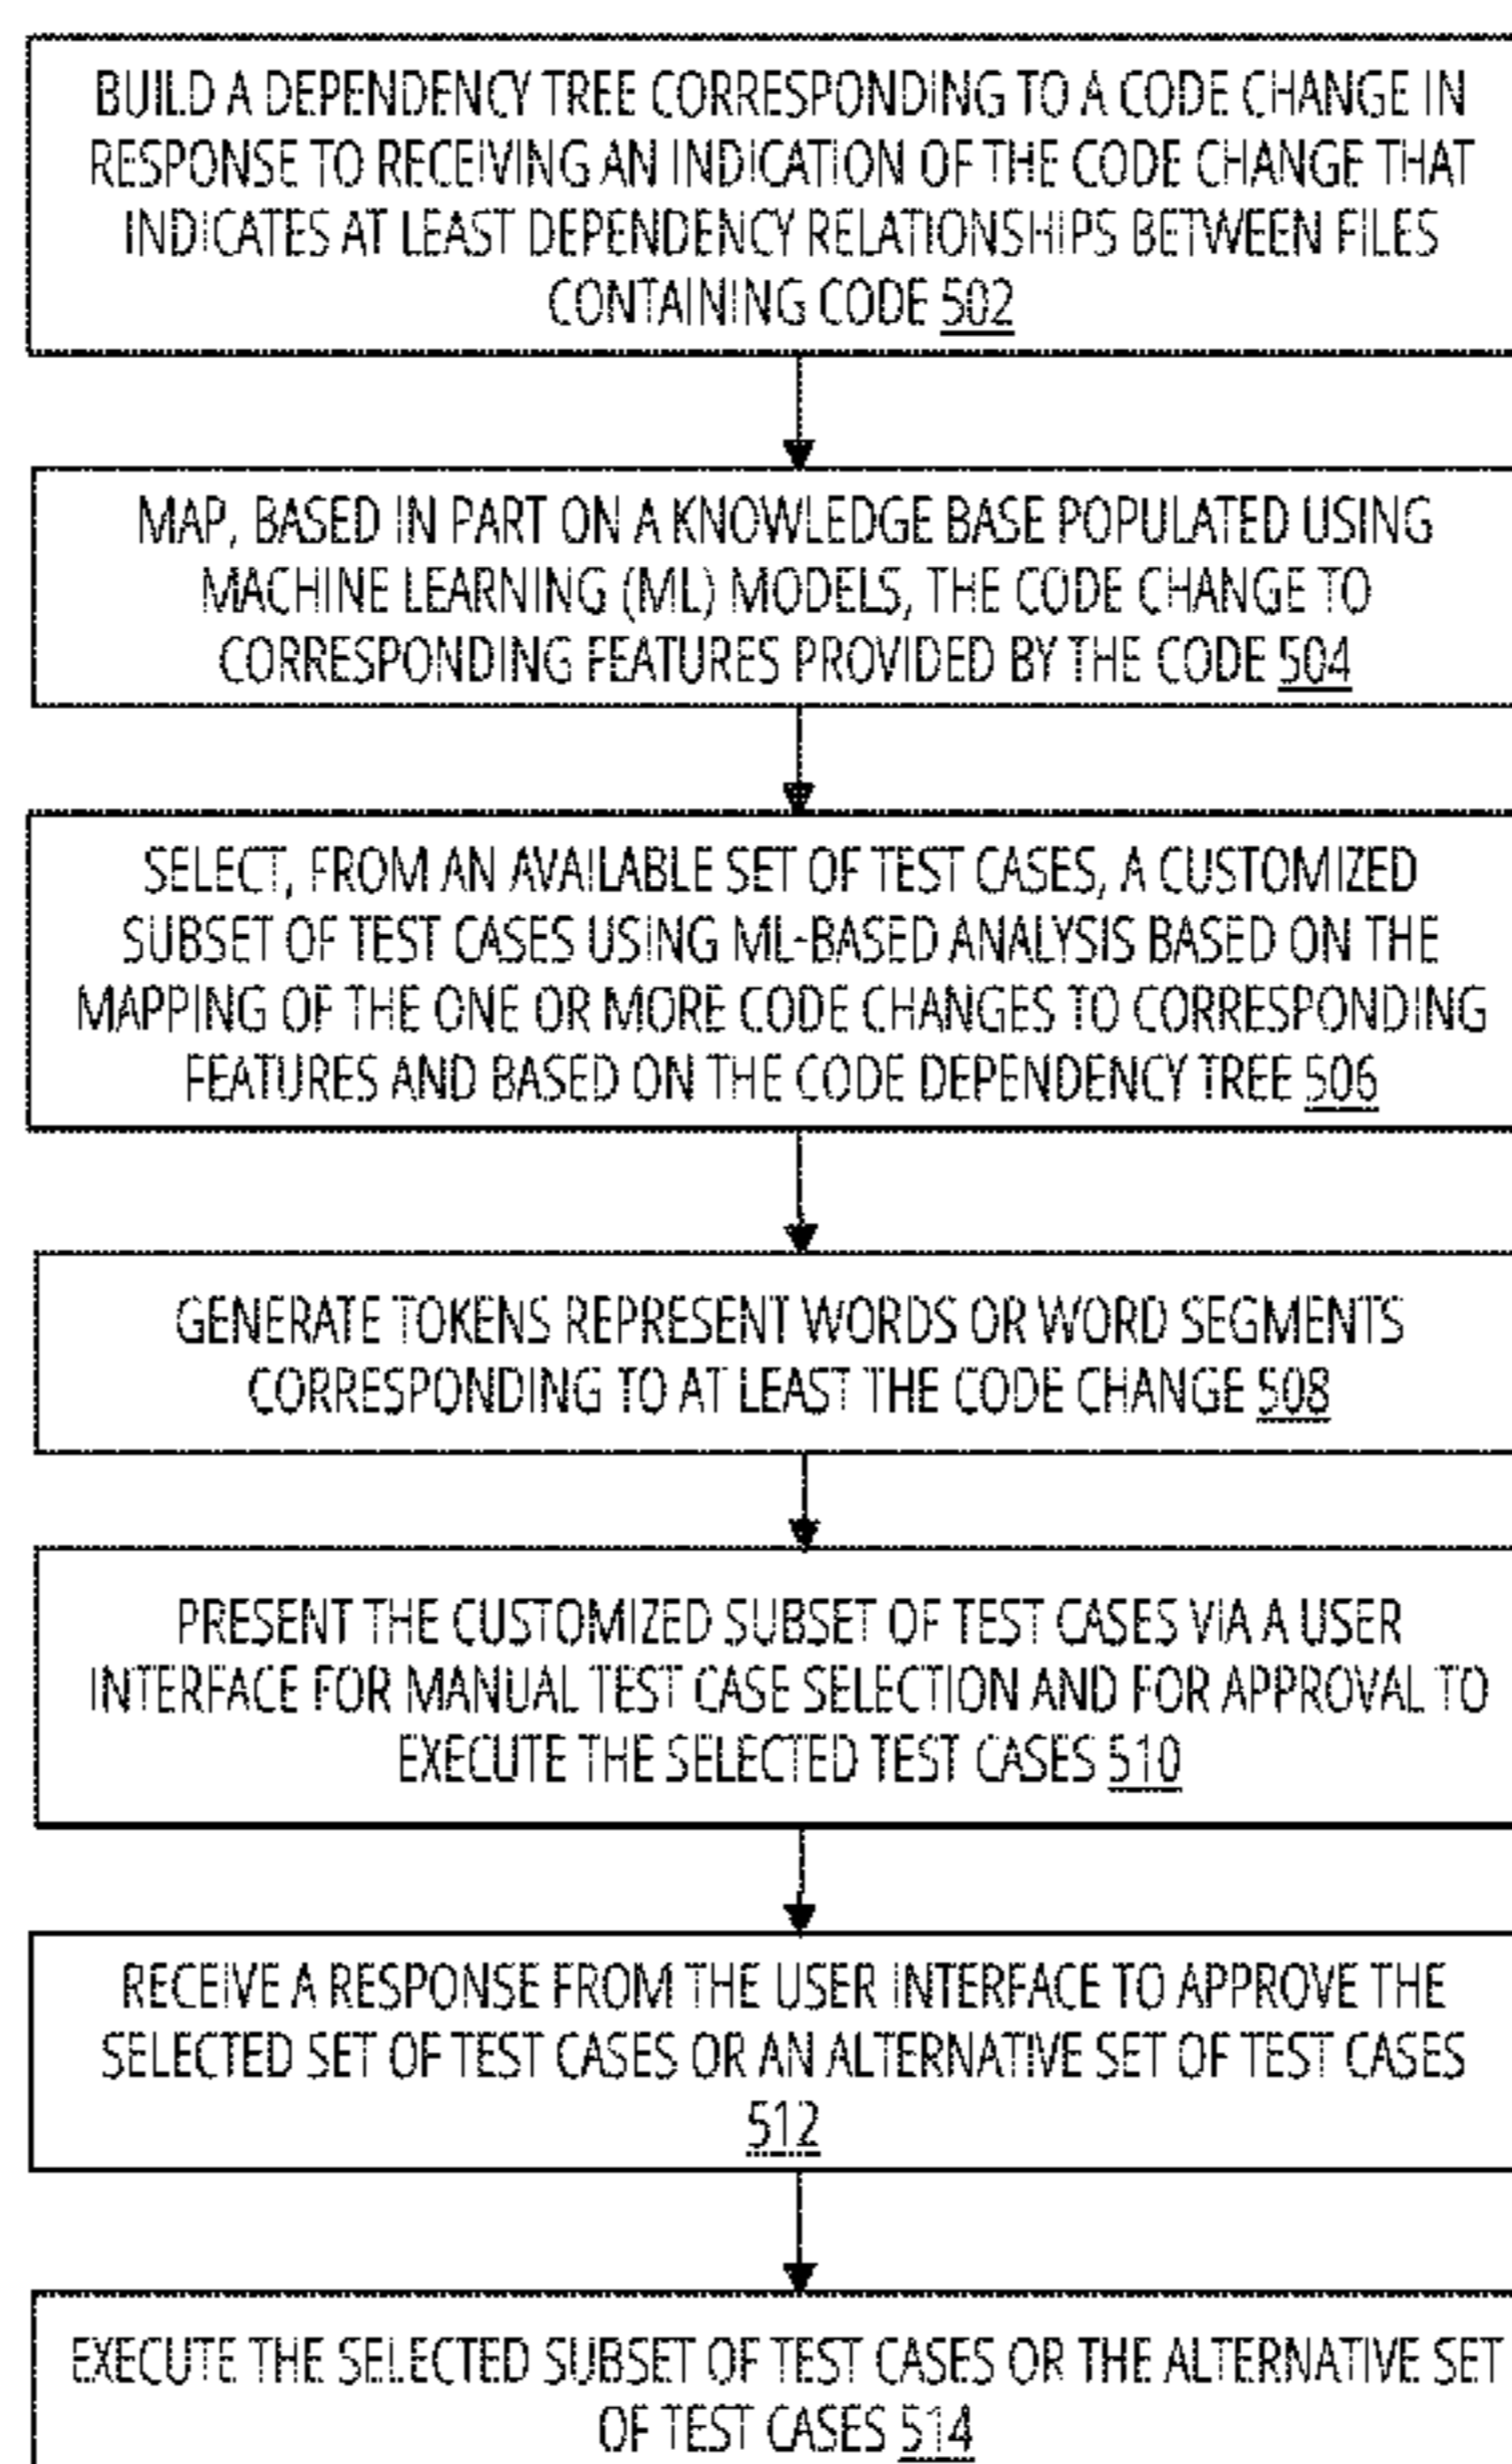 BUILD A DEPENDENCY TREE CORRESPONDING TO A CODE CHANGE IN
RESPONSE TO RECEIVING AN INDICATION OF THE CODE CHANGE THAT
INDICATES AT LEAST DEPENDENCY RELATIONSHIPS BETWEEN FILES
CONTAINING CODE 502
MAP, BASED IN PART ON A KNOWLEDGE BASE POPULATED USING
MACHINE LEARNING (ML) MODELS, THE CODE CHANGE TO
CORRESPONDING FEATURES PROVIDED BY THE CODE 504
SELECT, FROM AN AVAILABLE SET OF TEST CASES, A CUSTOMIZED
SUBSET OF TEST CASES USING ML-BASED ANALYSIS BASED ON THE
MAPPING OF THE ONE OR MORE CODE CHANGES TO CORRESPONDING
FEATURES AND BASED ON THE CODE DEPENDENCY TREE 506
GENERATE TOKENS REPRESENT WORDS OR WORD SEGMENTS
CORRESPONDING TO AT LEAST THE CODE CHANGE 508
PRESENT THE CUSTOMIZED SUBSET OF TEST CASES VIA A USER
INTERFACE FOR MANUAL TEST CASE SELECTION AND FOR APPROVAL TO
EXECUTE THE SELECTED TEST CASES 510
RECEIVE A RESPONSE FROM THE USER INTERFACE TO APPROVE THE
SELECTED SET OF TEST CASES OR AN ALTERNATIVE SET OF TEST CASES
512
EXECUTE THE SELECTED SUBSET OF TEST CASES OR THE ALTERNATIVE SET
OF TEST CASES 514